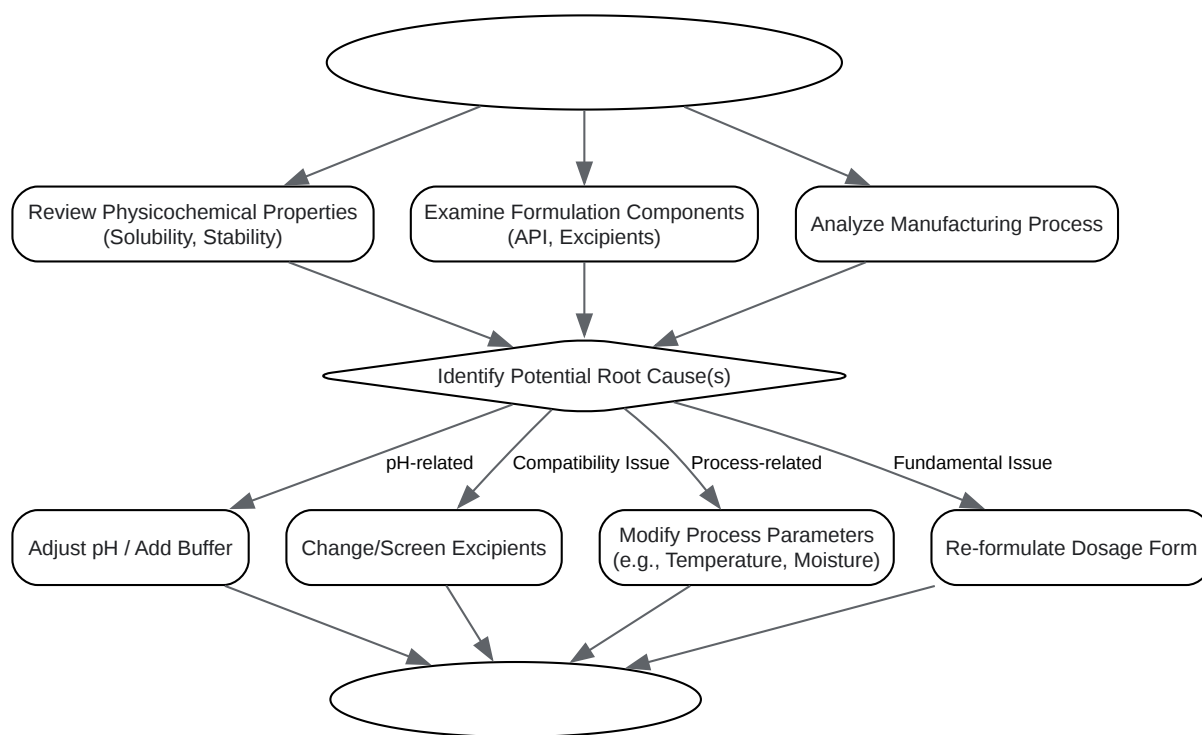 Review Physicochemical Properties
(Solubility, Stability)
Examine Formulation Components
(API, Excipients)
Analyze Manufacturing Process
Identify Potential Root Cause(s)
pH-related
Compatibility Issue
Process-related
Fundamental Issue
Adjust pH / Add Buffer
Change/Screen Excipients
Modify Process Parameters
(e.g., Temperature, Moisture)
Re-formulate Dosage Form